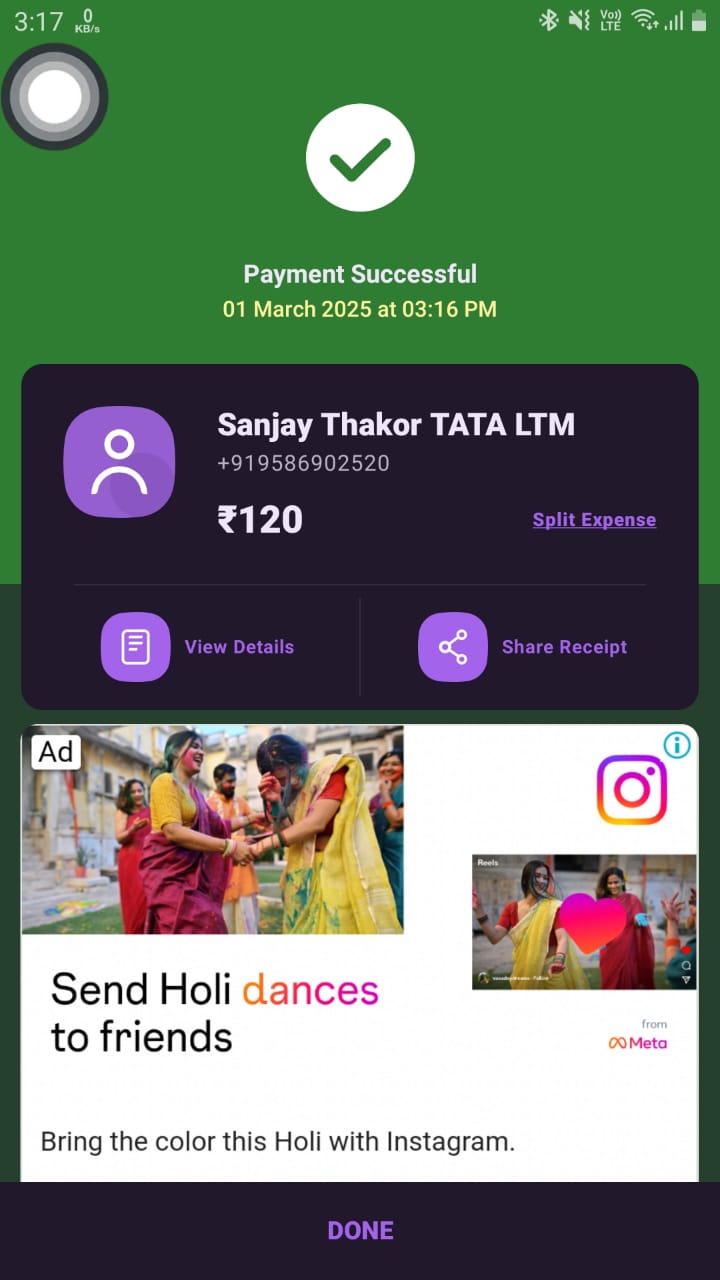 3:17 0 KB/s Vo)) LTE
Payment Successful
01 March 2025 at 03:16 PM
Sanjay Thakor TATA LTM
+919586902520
₹120
Split Expense
View Details
Share Receipt
Ad
Reels
Send Holi dances
to friends
from
Meta
Bring the color this Holi with Instagram.
DONE